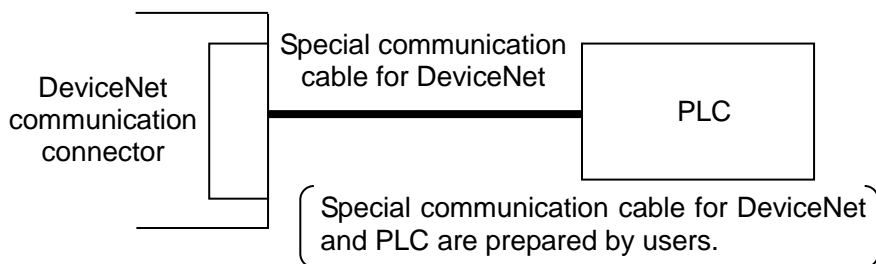 Special communication
cable for DeviceNet
DeviceNet
communication
connector
PLC
Special communication cable for DeviceNet
and PLC are prepared by users.